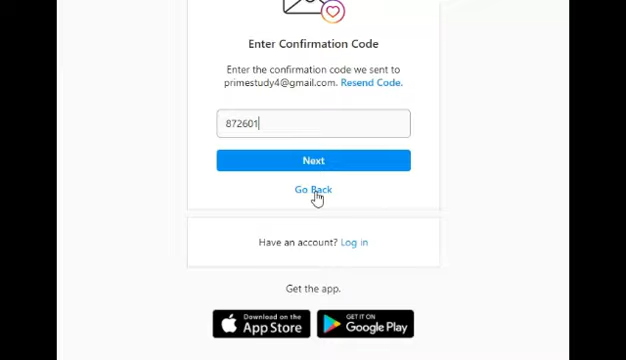 Enter Confirmation Code
Enter the confirmation code we sent to
primestudy4@gmail.com. Resend Code.
872601
Next
Go Back
Have an account? Log in
Get the app.
Download on the
App Store
GET IT ON
Google Play